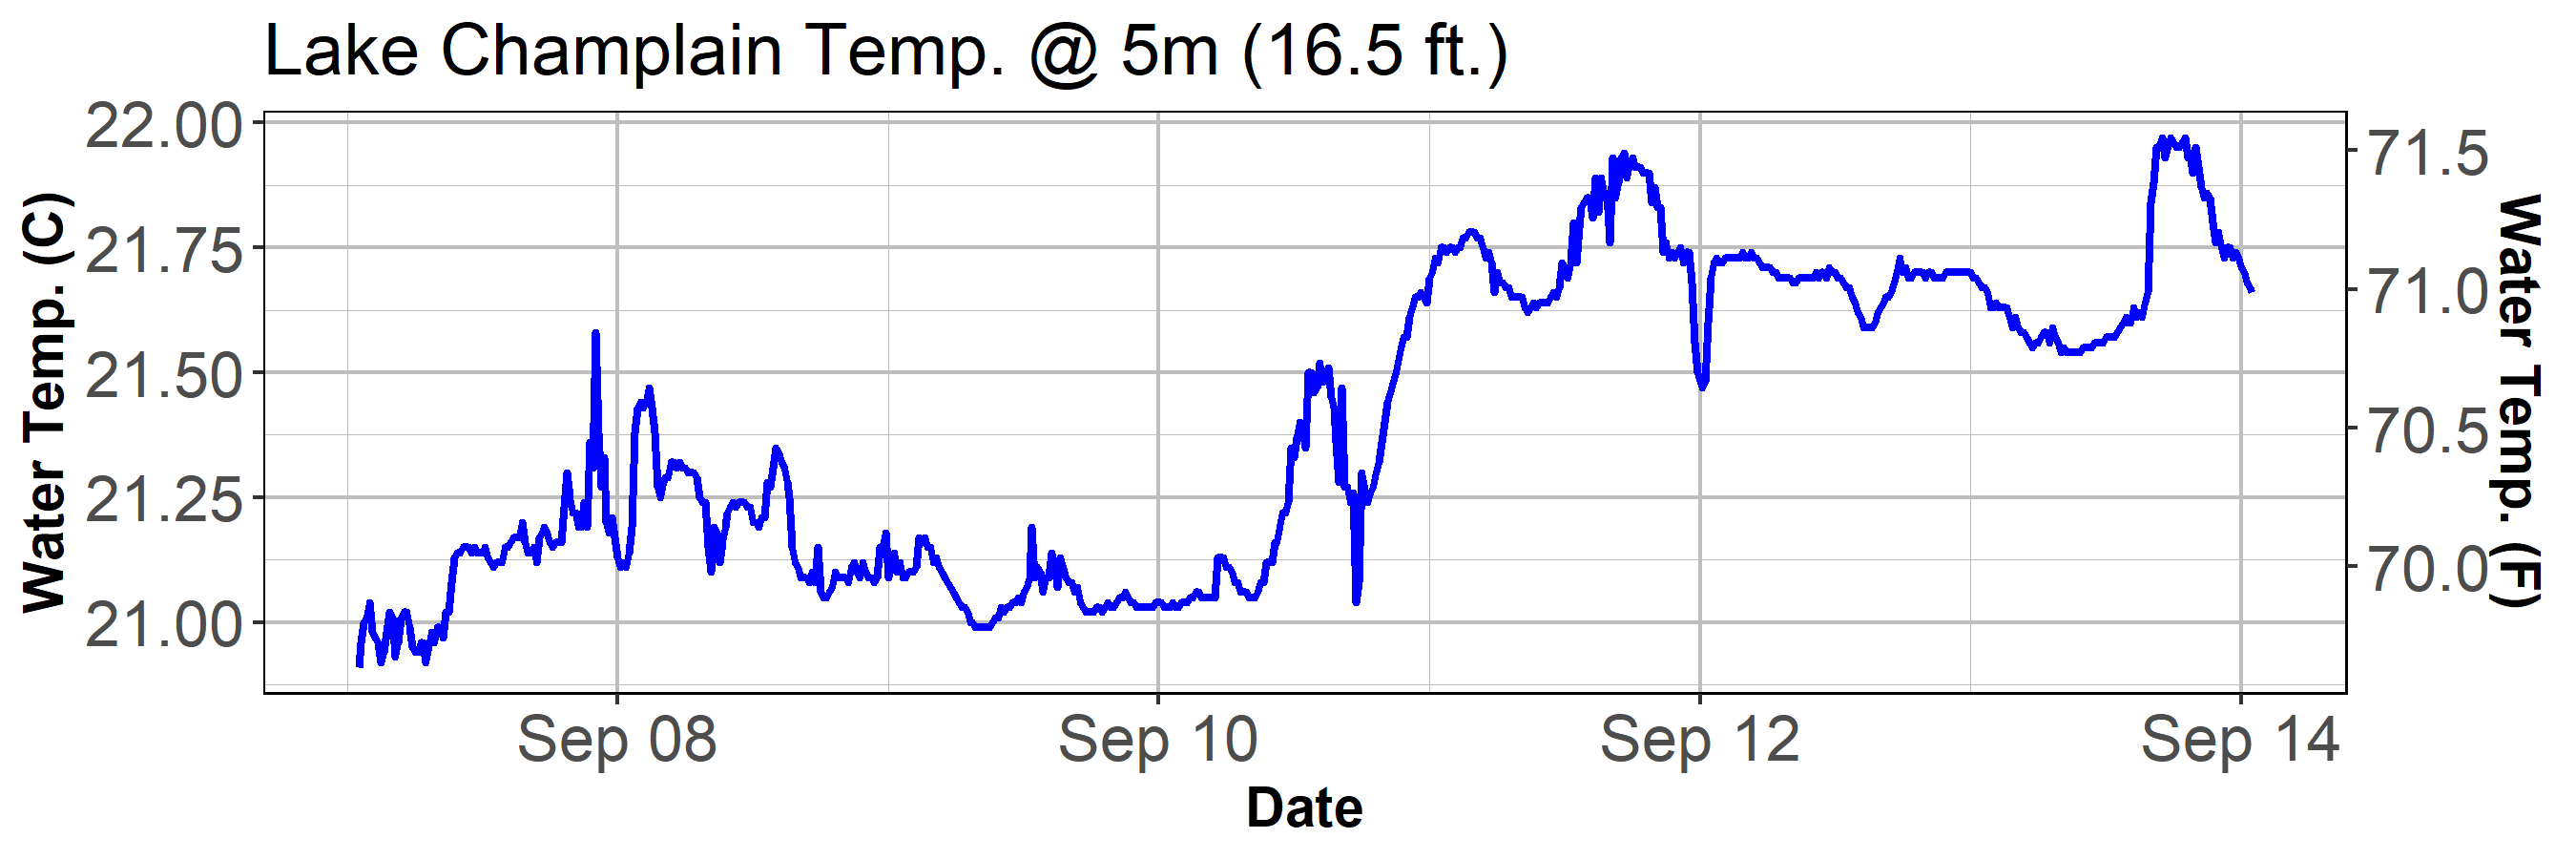 Lake Champlain Temp. @ 5m (16.5 ft.)
Water Temp. (C)
22.00
21.75
21.50
21.25
21.00
71.5
71.0
70.5
70.0
Water Temp. (F)
Sep 08
Sep 10
Sep 12
Sep 14
Date